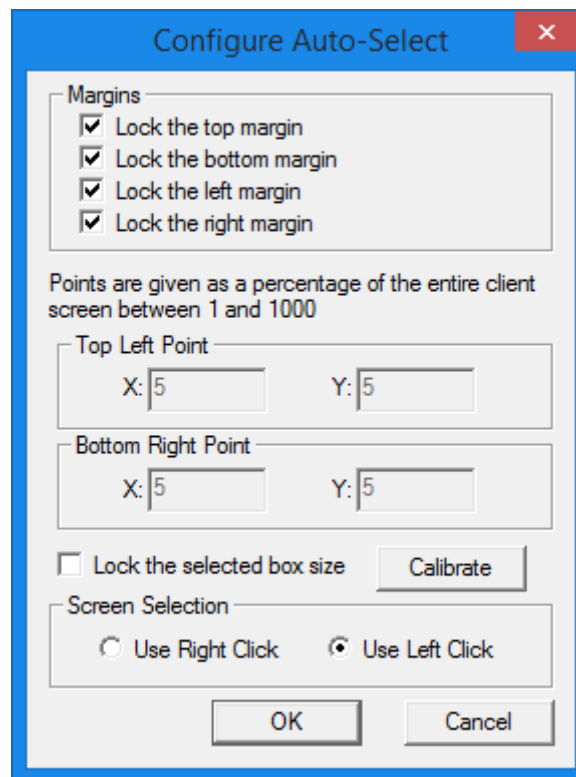 Configure Auto-Select
Margins
Lock the top margin
Lock the bottom margin
Lock the left margin
Lock the right margin
Points are given as a percentage of the entire client
screen between 1 and 1000
Top Left Point
X: 5 Y: 5
Bottom Right Point
X: 5 Y: 5
Lock the selected box size Calibrate
Screen Selection
Use Right Click Use Left Click
OK Cancel